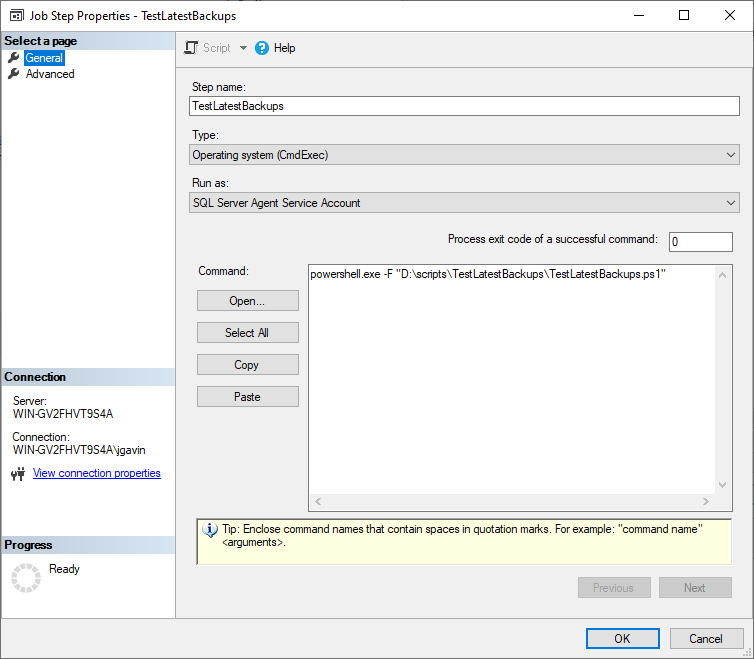 Job Step Properties - TestLatestBackups
Select a page
General
Advanced
Script
Help
Step name:
TestLatestBackups
Type:
Operating system (CmdExec)
Run as:
SQL Server Agent Service Account
Process exit code of a successful command:
0
Command:
Open...
Select All
Copy
Paste
powershell.exe -F "D:\scripts\TestLatestBackups\TestLatestBackups.ps1"
Connection
Server:
WIN-GV2FHVT9S4A
Connection:
WIN-GV2FHVT9S4A\jgavin
View connection properties
Progress
Ready
Tip: Enclose command names that contain spaces in quotation marks. For example: "command name"
<arguments>.
Previous
Next
OK
Cancel